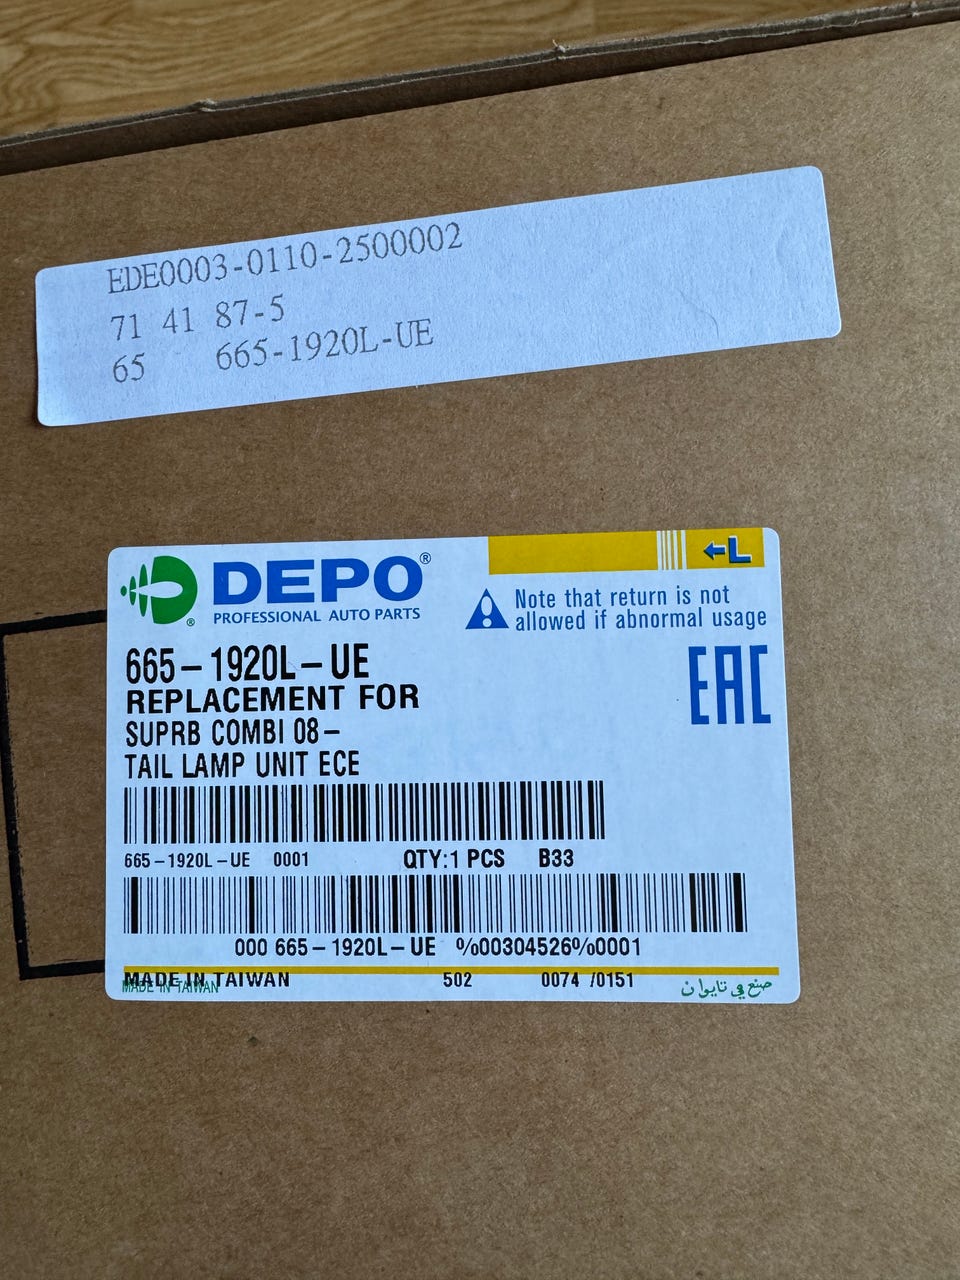 EDE0003-0110-2500002
71 41 87-5
65 665-1920L-UE
DEPO®
PROFESSIONAL AUTO PARTS
®
←L
Note that return is not
allowed if abnormal usage
665-1920L-UE
REPLACEMENT FOR
SUPRB COMBI 08-
TAIL LAMP UNIT ECE
EAC
665-1920L-UE 0001 QTY:1 PCS B33
000 665-1920L-UE %00304526%0001
MADE IN TAIWAN 502 0074 /0151
MADE IN TAIWAN صنع في تايوان